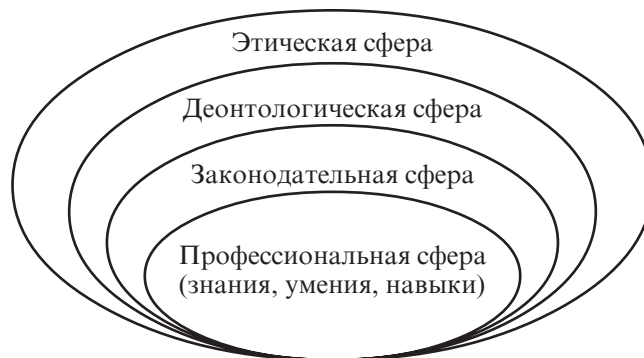 Этическая сфера
Деонтологическая сфера
Законодательная сфера
Профессиональная сфера
(знания, умения, навыки)